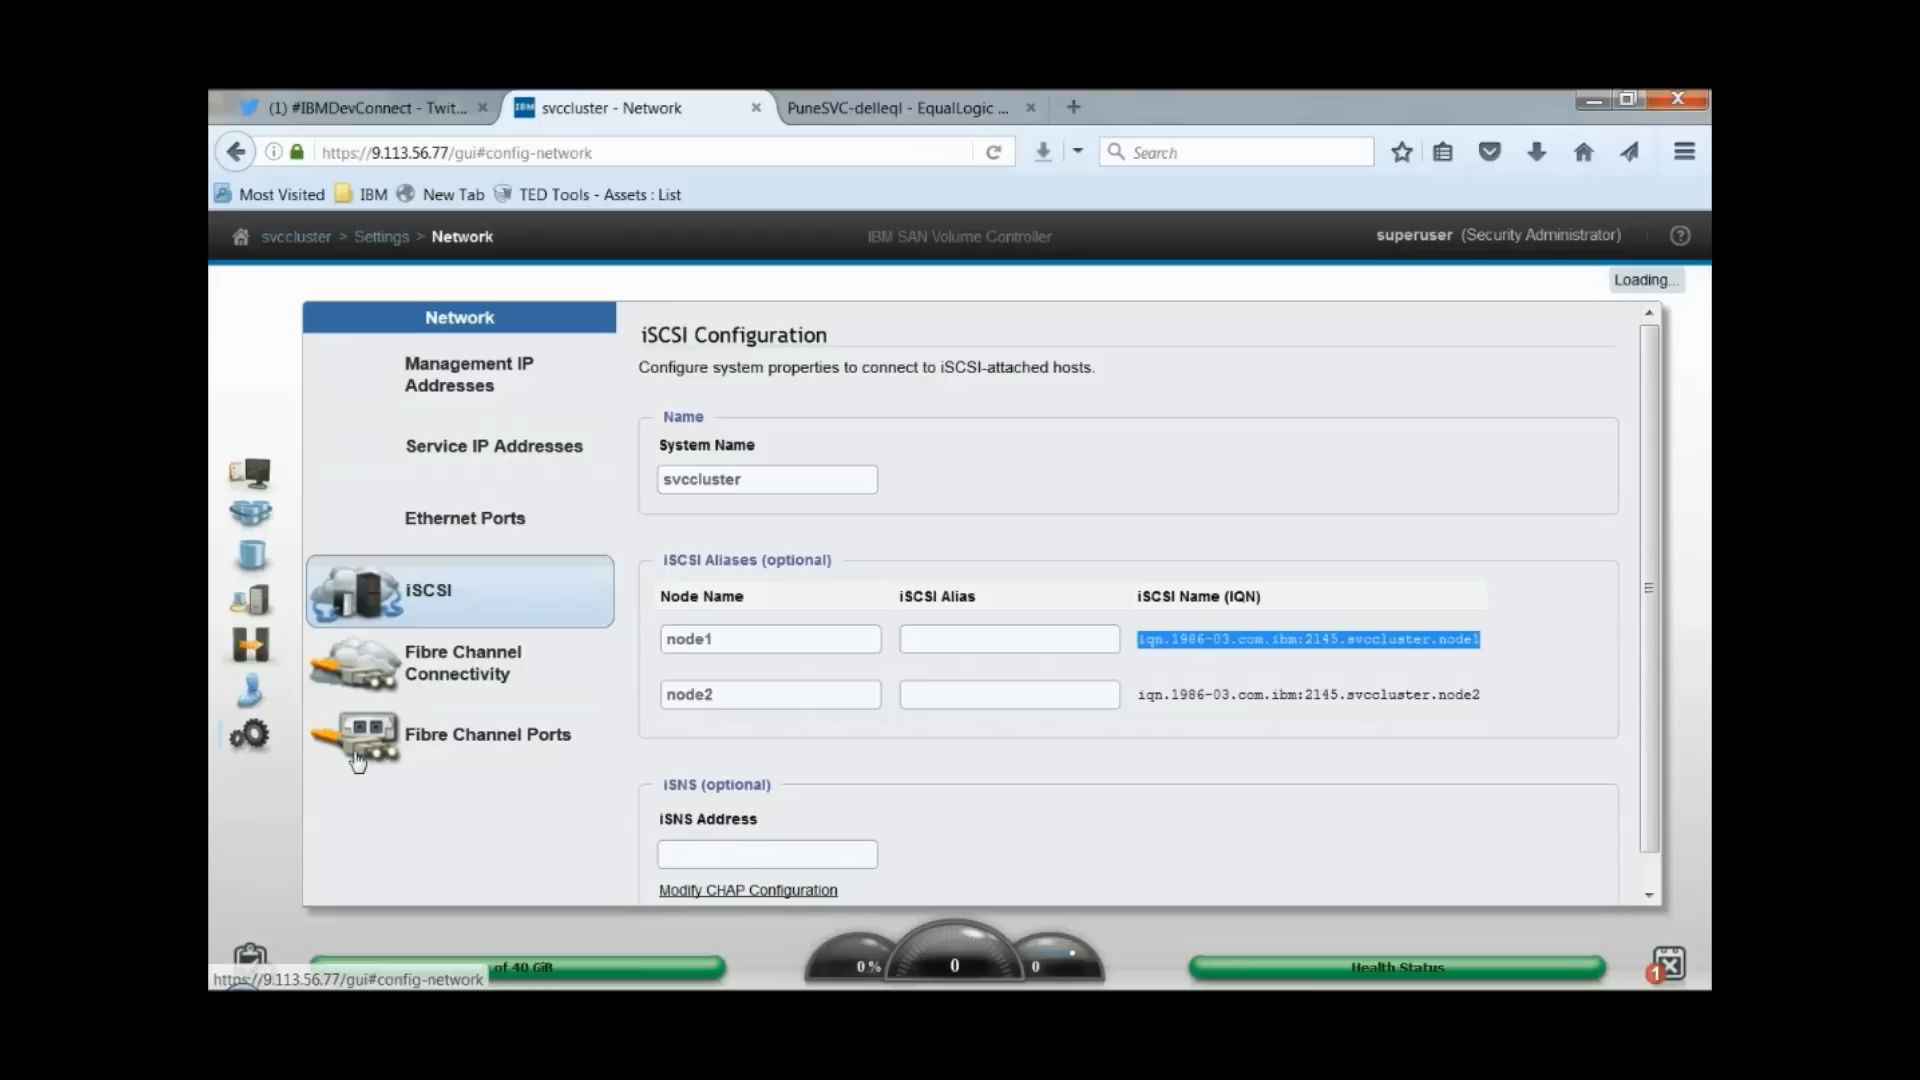 (1) #IBMDevConnect - Twit...
IBM svccluster - Network
PuneSVC-delleql - EqualLogic ...
https://9.113.56.77/gui#config-network
Search
Most Visited IBM New Tab TED Tools - Assets : List
svccluster > Settings > Network
IBM SAN Volume Controller
superuser (Security Administrator)
Loading...
Network
Management IP
Addresses
Service IP Addresses
Ethernet Ports
iSCSI
Fibre Channel
Connectivity
Fibre Channel Ports
iSCSI Configuration
Configure system properties to connect to iSCSI-attached hosts.
Name
System Name
svccluster
iSCSI Aliases (optional)
Node Name iSCSI Alias iSCSI Name (IQN)
node1 iqn.1986-03.com.ibm:2145.svccluster.node1
node2 iqn.1986-03.com.ibm:2145.svccluster.node2
iSNS (optional)
iSNS Address
Modify CHAP Configuration
of 40 GiB
0 %
0
0
Health Status
1
https://9.113.56.77/gui#config-network